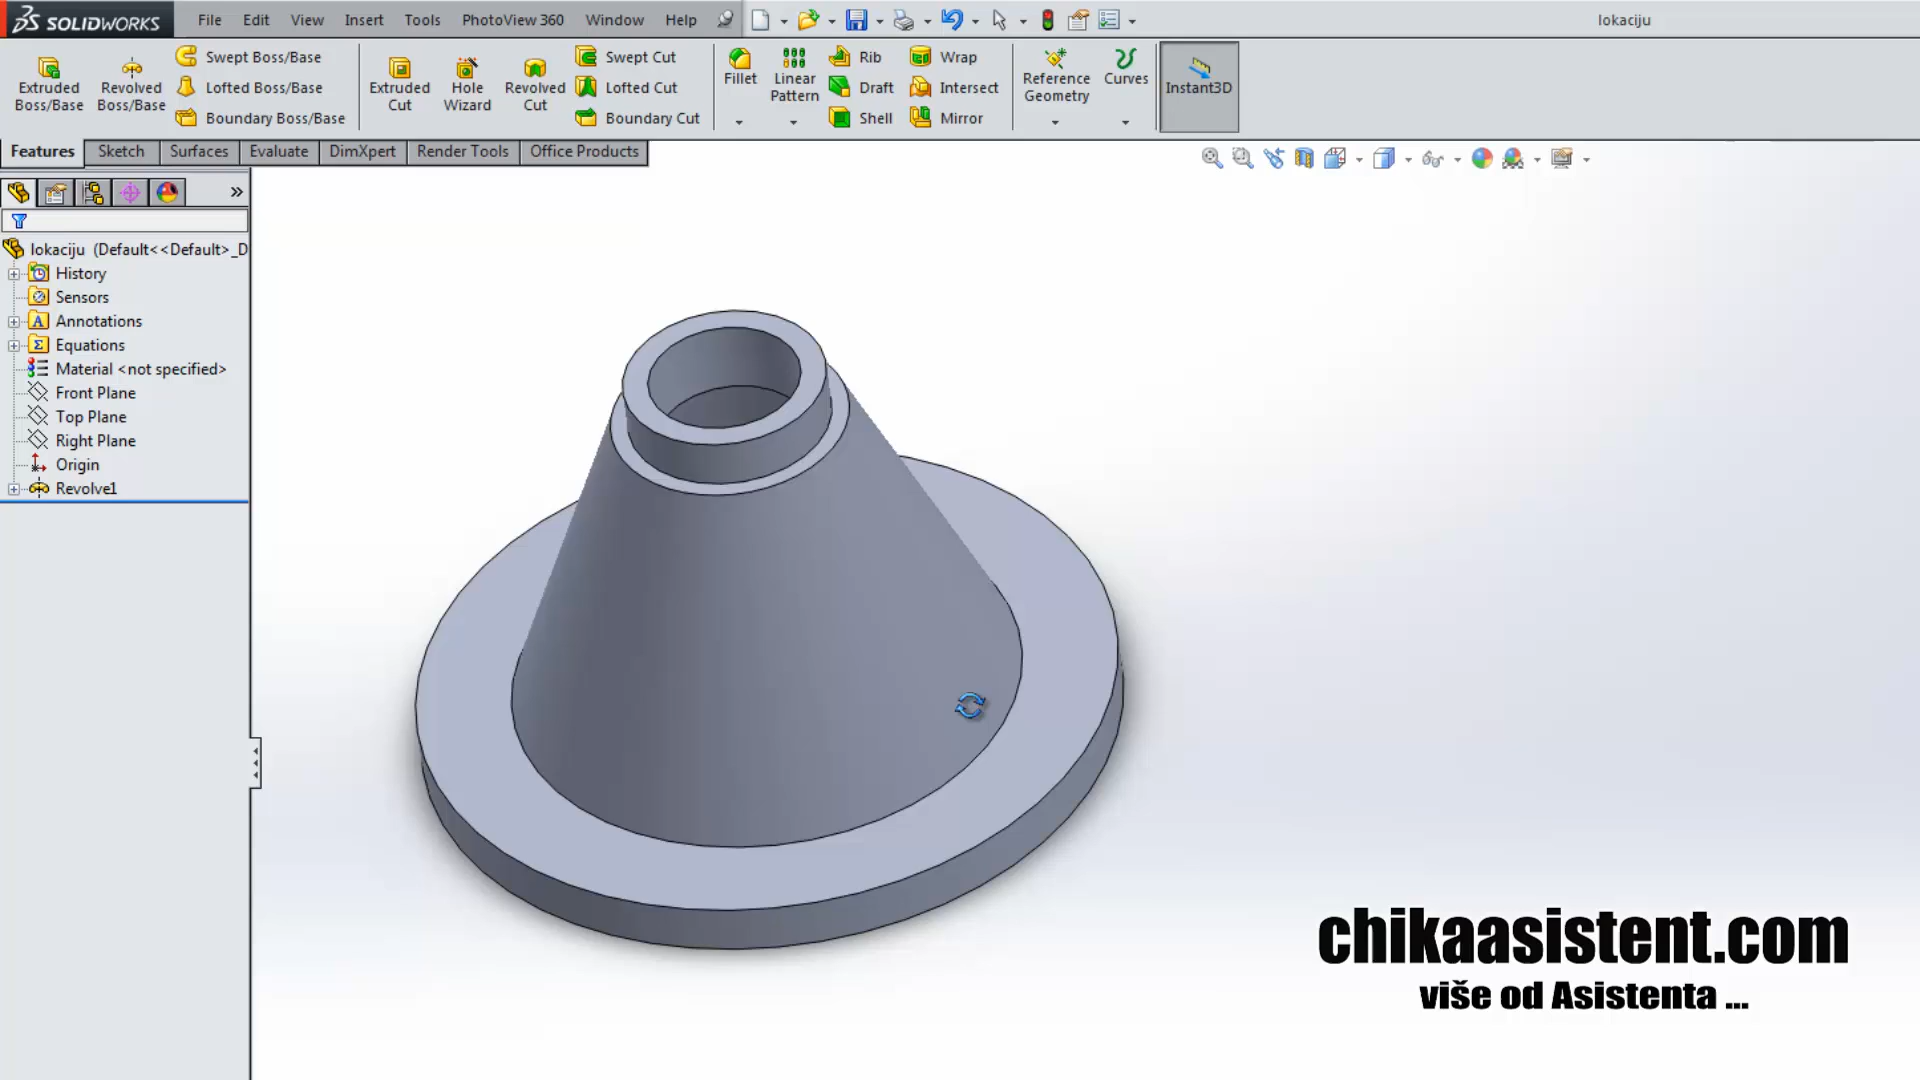 SOLIDWORKS File Edit View Insert Tools PhotoView 360 Window Help lokaciju
Extruded Boss/Base
Revolved Boss/Base
Swept Boss/Base
Lofted Boss/Base
Boundary Boss/Base
Extruded Cut
Hole Wizard
Revolved Cut
Swept Cut
Lofted Cut
Boundary Cut
Fillet
Linear Pattern
Rib
Draft
Shell
Wrap
Intersect
Mirror
Reference Geometry
Curves
Instant3D
Features Sketch Surfaces Evaluate DimXpert Render Tools Office Products
lokaciju (Default<<Default>_D
History
Sensors
Annotations
Equations
Material <not specified>
Front Plane
Top Plane
Right Plane
Origin
Revolve1
chikaasistent.com
više od Asistenta ...